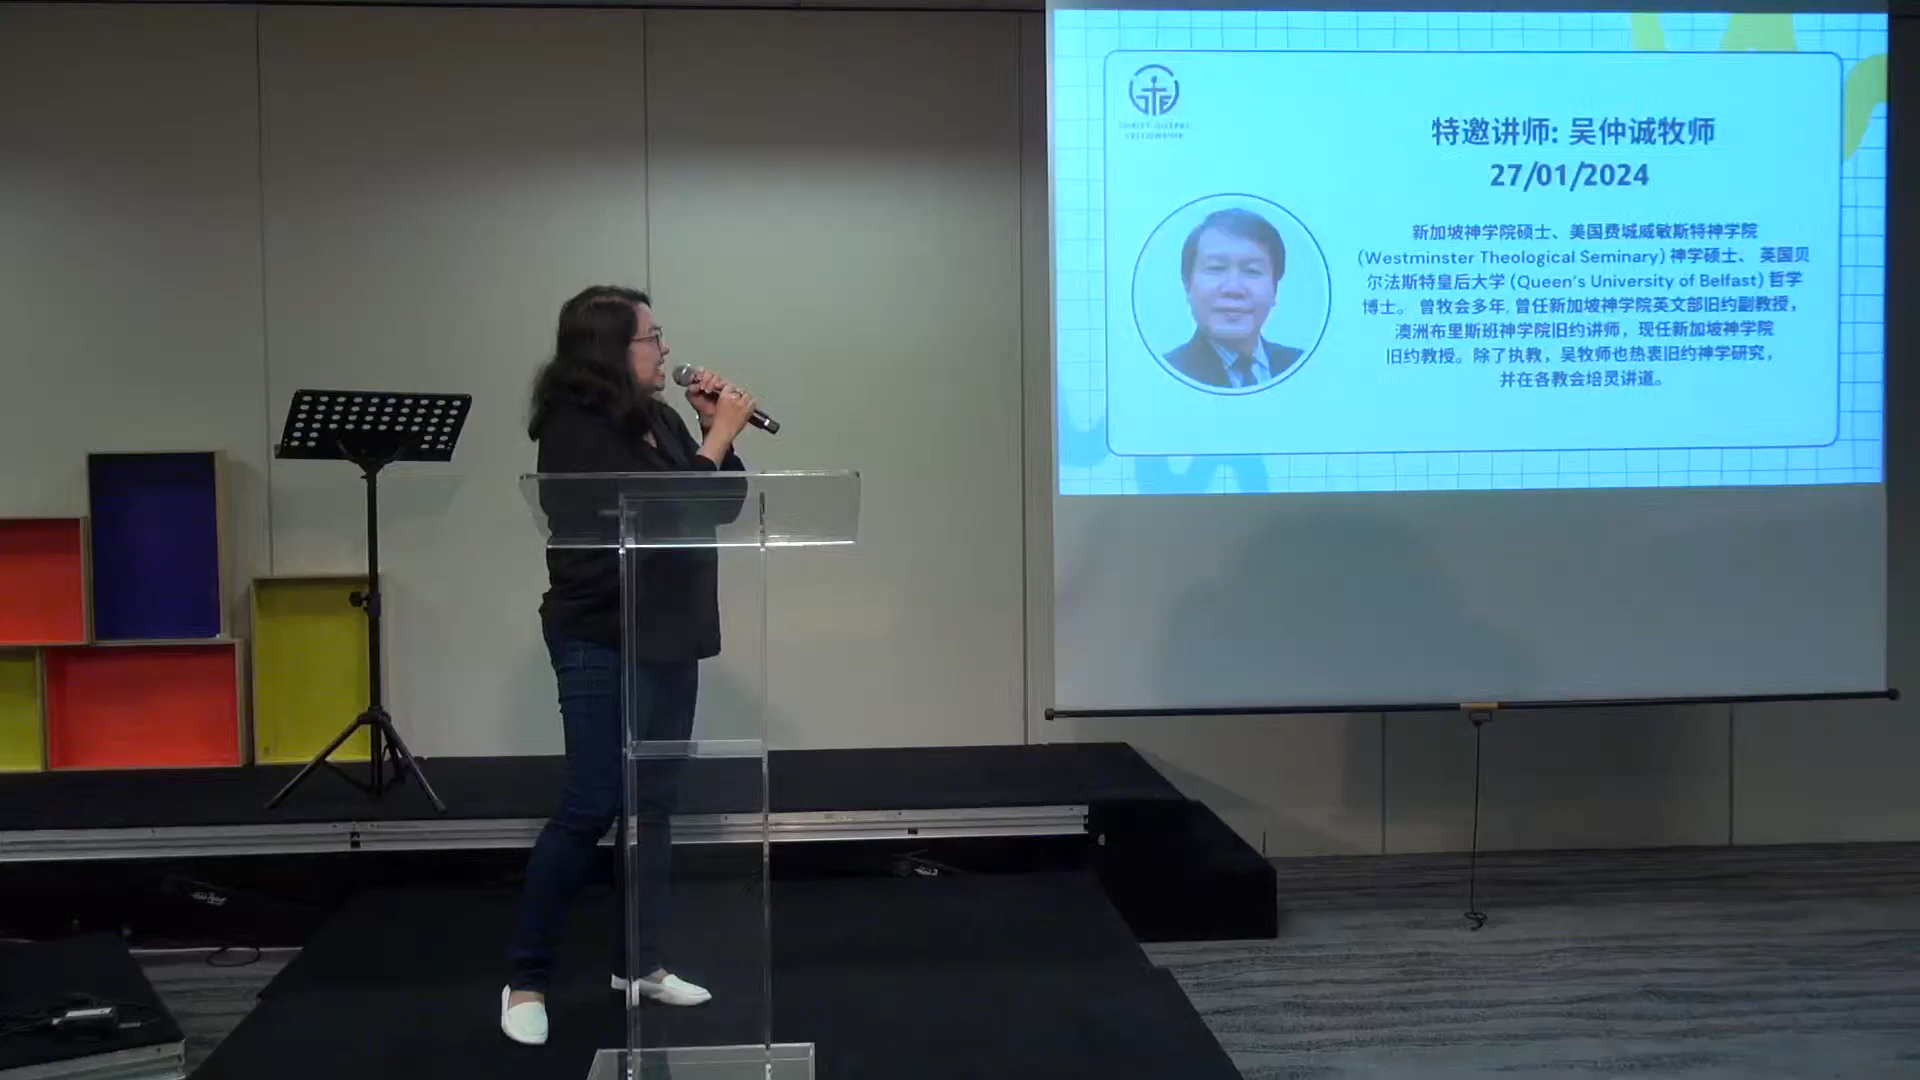 CHRIST GOSPEL
FELLOWSHIP
特邀讲师: 吴仲诚牧师
27/01/2024
新加坡神学院硕士、美国费城威敏斯特神学院
(Westminster Theological Seminary) 神学硕士、 英国贝
尔法斯特皇后大学 (Queen's University of Belfast) 哲学
博士。 曾牧会多年, 曾任新加坡神学院英文部旧约副教授，
澳洲布里斯班神学院旧约讲师，现任新加坡神学院
旧约教授。除了执教，吴牧师也热衷旧约神学研究，
并在各教会培灵讲道。